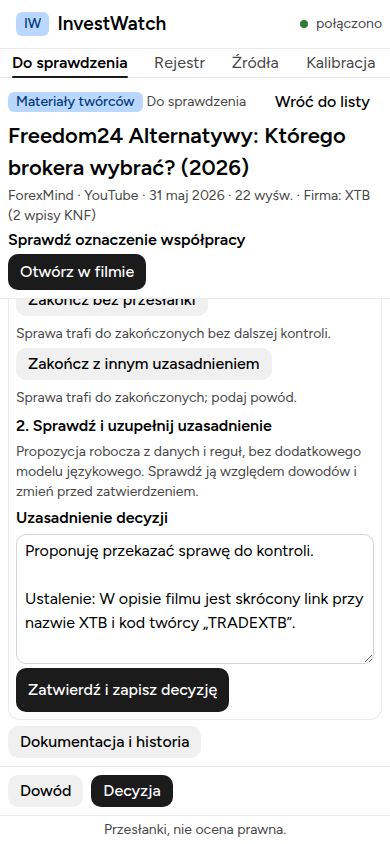 IW InvestWatch połączono
Do sprawdzenia Rejestr Źródła Kalibracja
Materiały twórców Do sprawdzenia Wróć do listy
Freedom24 Alternatywy: Którego
brokera wybrać? (2026)
ForexMind · YouTube · 31 maj 2026 · 22 wyśw. · Firma: XTB
(2 wpisy KNF)
Sprawdź oznaczenie współpracy
Otwórz w filmie
Zakończ bez przesłanki
Sprawa trafi do zakończonych bez dalszej kontroli.
Zakończ z innym uzasadnieniem
Sprawa trafi do zakończonych; podaj powód.
2. Sprawdź i uzupełnij uzasadnienie
Propozycja robocza z danych i reguł, bez dodatkowego
modelu językowego. Sprawdź ją względem dowodów i
zmień przed zatwierdzeniem.
Uzasadnienie decyzji
Proponuję przekazać sprawę do kontroli.
Ustalenie: W opisie filmu jest skrócony link przy
nazwie XTB i kod twórcy „TRADEXTB”.
Zatwierdź i zapisz decyzję
Dokumentacja i historia
Dowód Decyzja
Przesłanki, nie ocena prawna.